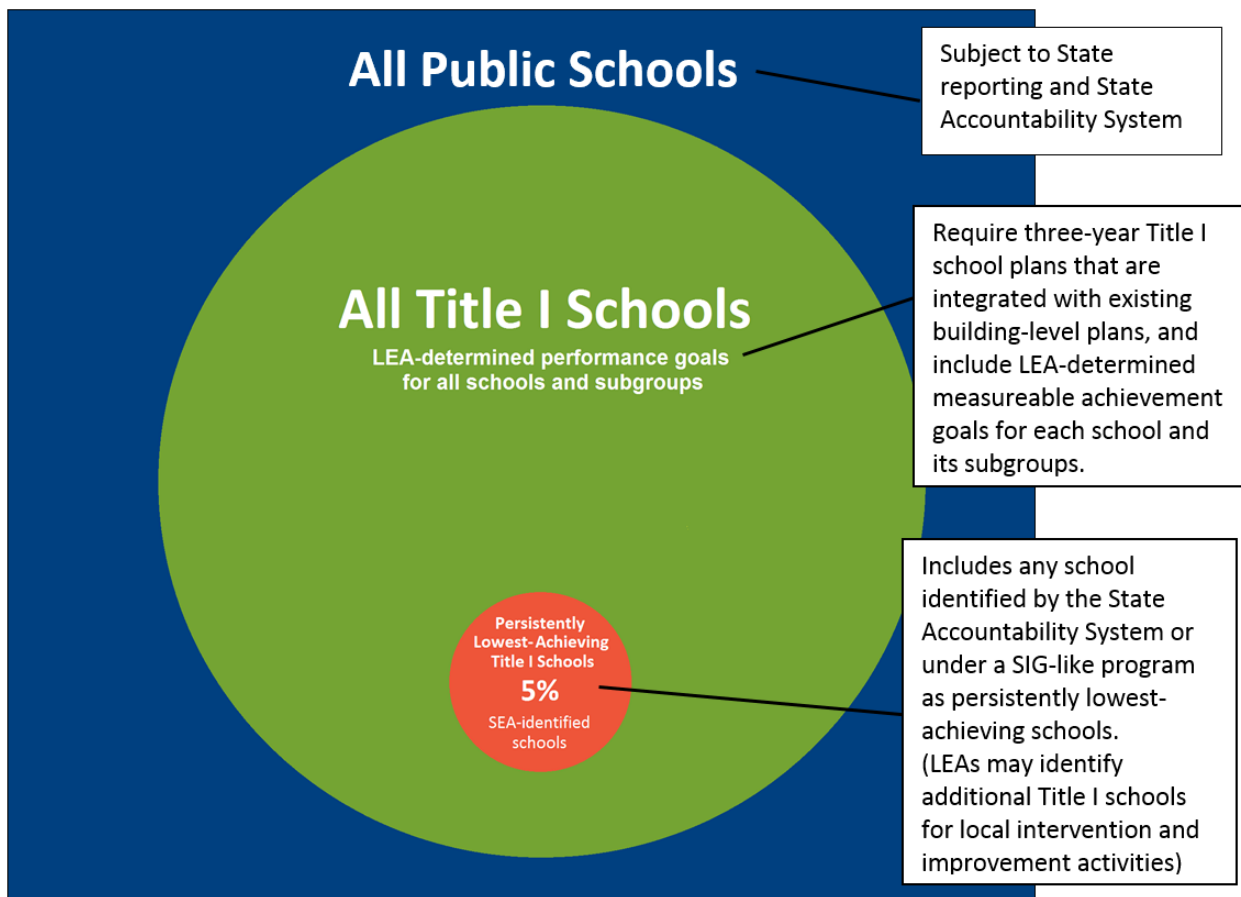 All Public Schools
Subject to State
reporting and State
Accountability System
All Title I Schools
LEA-determined performance goals
for all schools and subgroups
Require three-year Title I
school plans that are
integrated with existing
building-level plans, and
include LEA-determined
measureable achievement
goals for each school and
its subgroups.
Persistently
Lowest- Achieving
Title I Schools
5%
SEA-identified
schools
Includes any school
identified by the State
Accountability System or
under a SIG-like program
as persistently lowest-
achieving schools.
(LEAs may identify
additional Title I schools
for local intervention and
improvement activities)